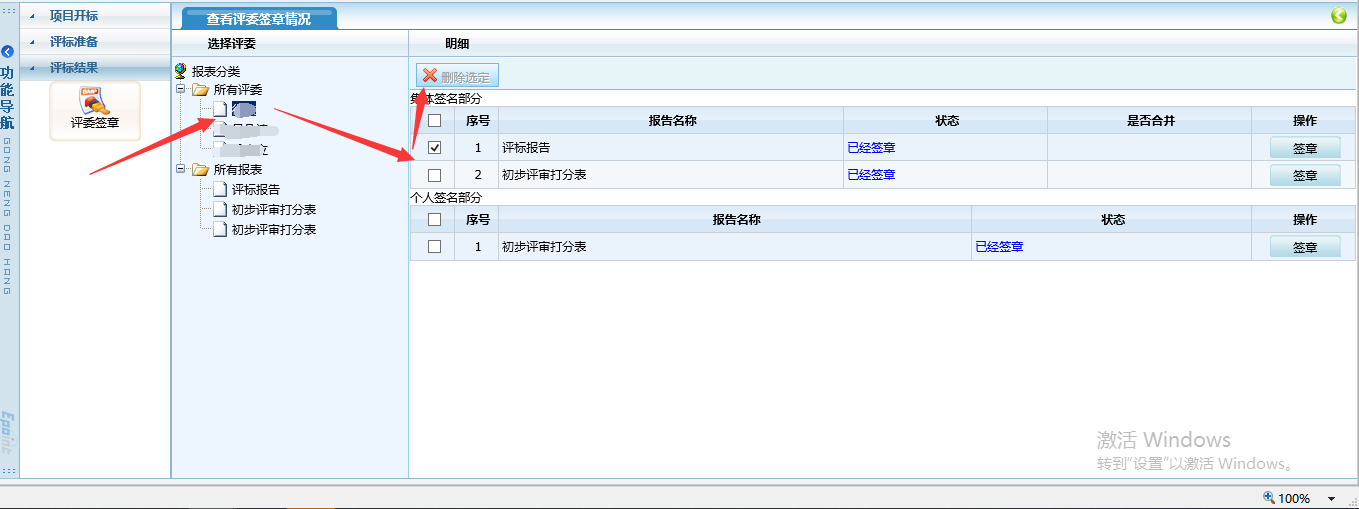 项目开标
评标准备
评标结果
评委签章
功能导航
GONG NENG DAO HANG
Epoint
查看评委签章情况
选择评委
报表分类
所有评委
立
所有报表
评标报告
初步评审打分表
初步评审打分表
明细
删除选定
集体签名部分
序号 报告名称 状态 是否合并 操作
1 评标报告 已经签章 签章
2 初步评审打分表 已经签章 签章
个人签名部分
序号 报告名称 状态 操作
1 初步评审打分表 已经签章 签章
激活 Windows
转到"设置"以激活 Windows。
100%